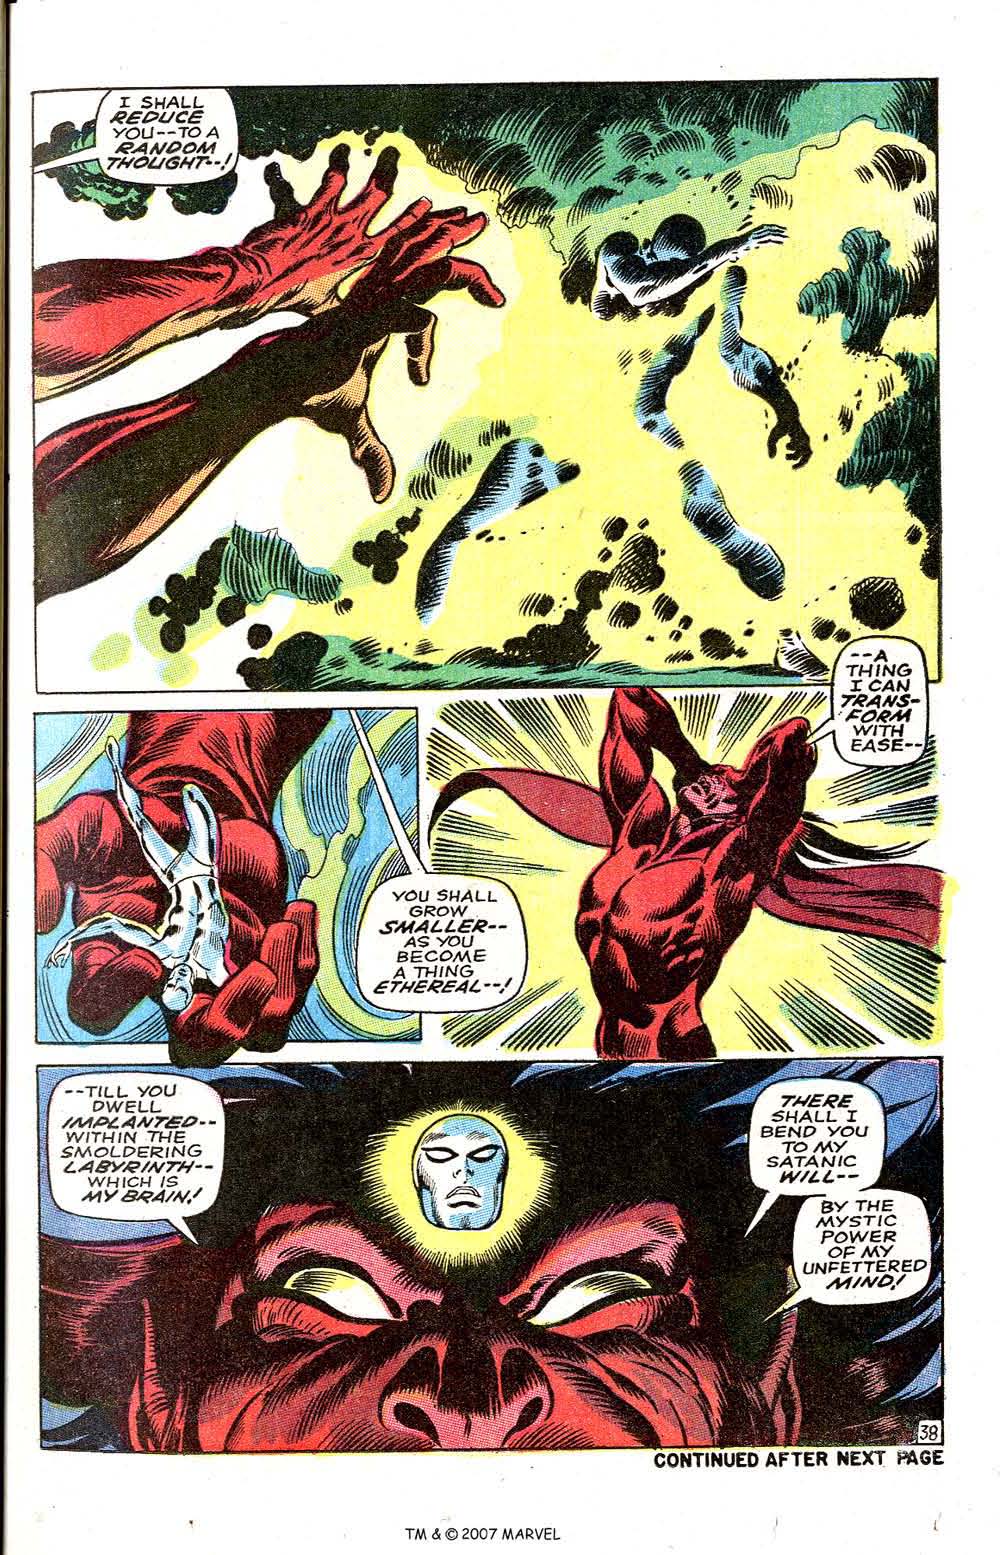 I SHALL
REDUCE
YOU--TO A
RANDOM
THOUGHT--!
--A
THING
I CAN
TRANS-
FORM
WITH
EASE--
YOU SHALL
GROW
SMALLER--
AS YOU
BECOME
A THING
ETHEREAL--!
--TILL YOU
DWELL
IMPLANTED--
WITHIN THE
SMOLDERING
LABYRINTH--
WHICH IS
MY BRAIN!
THERE
SHALL I
BEND YOU
TO MY
SATANIC
WILL--
BY THE
MYSTIC
POWER
OF MY
UNFETTERED
MIND!
38
CONTINUED AFTER NEXT PAGE
TM & © 2007 MARVEL